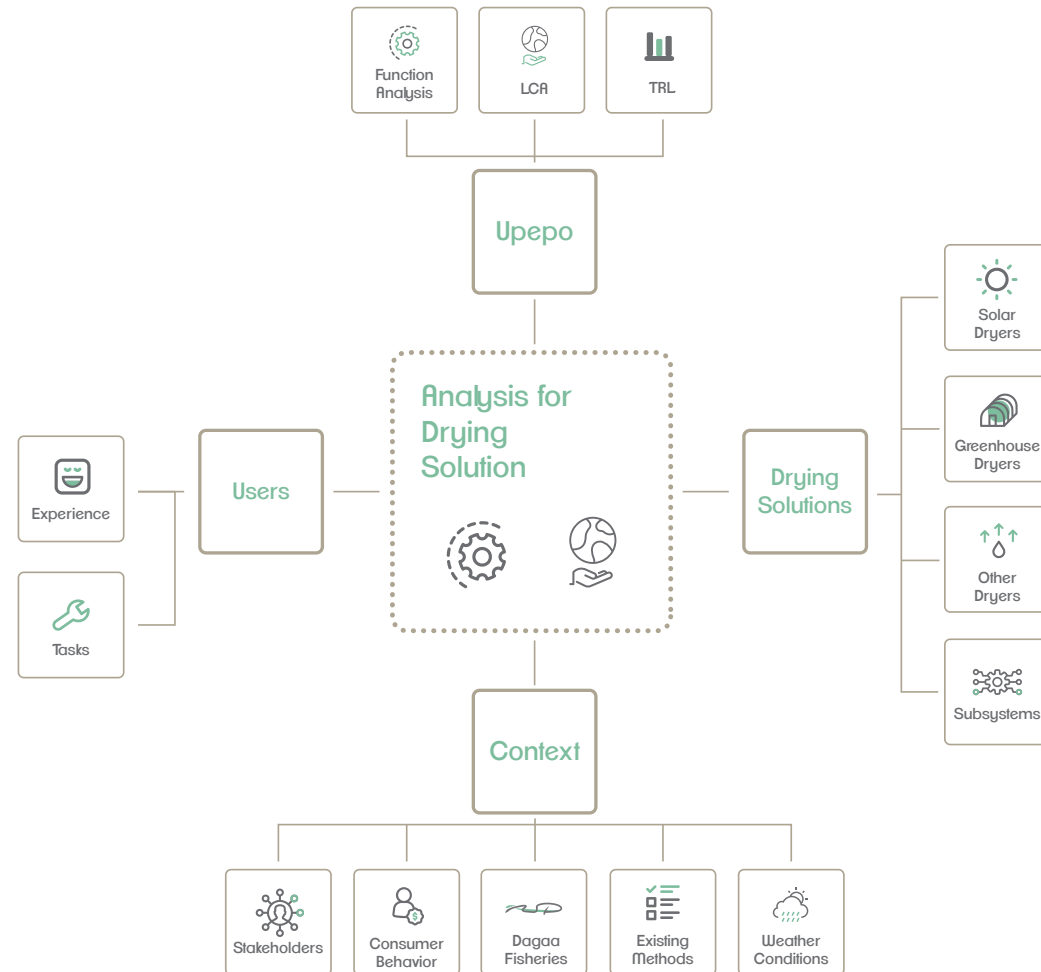 Function
Analysis
LCA
TRL
Upepo
Solar
Dryers
Analysis for
Drying
Solution
Greenhouse
Dryers
Experience
Users
Drying
Solutions
Other
Dryers
Tasks
Subsystems
Context
Stakeholders
Consumer
Behavior
Dagaa
Fisheries
Existing
Methods
Weather
Conditions
$